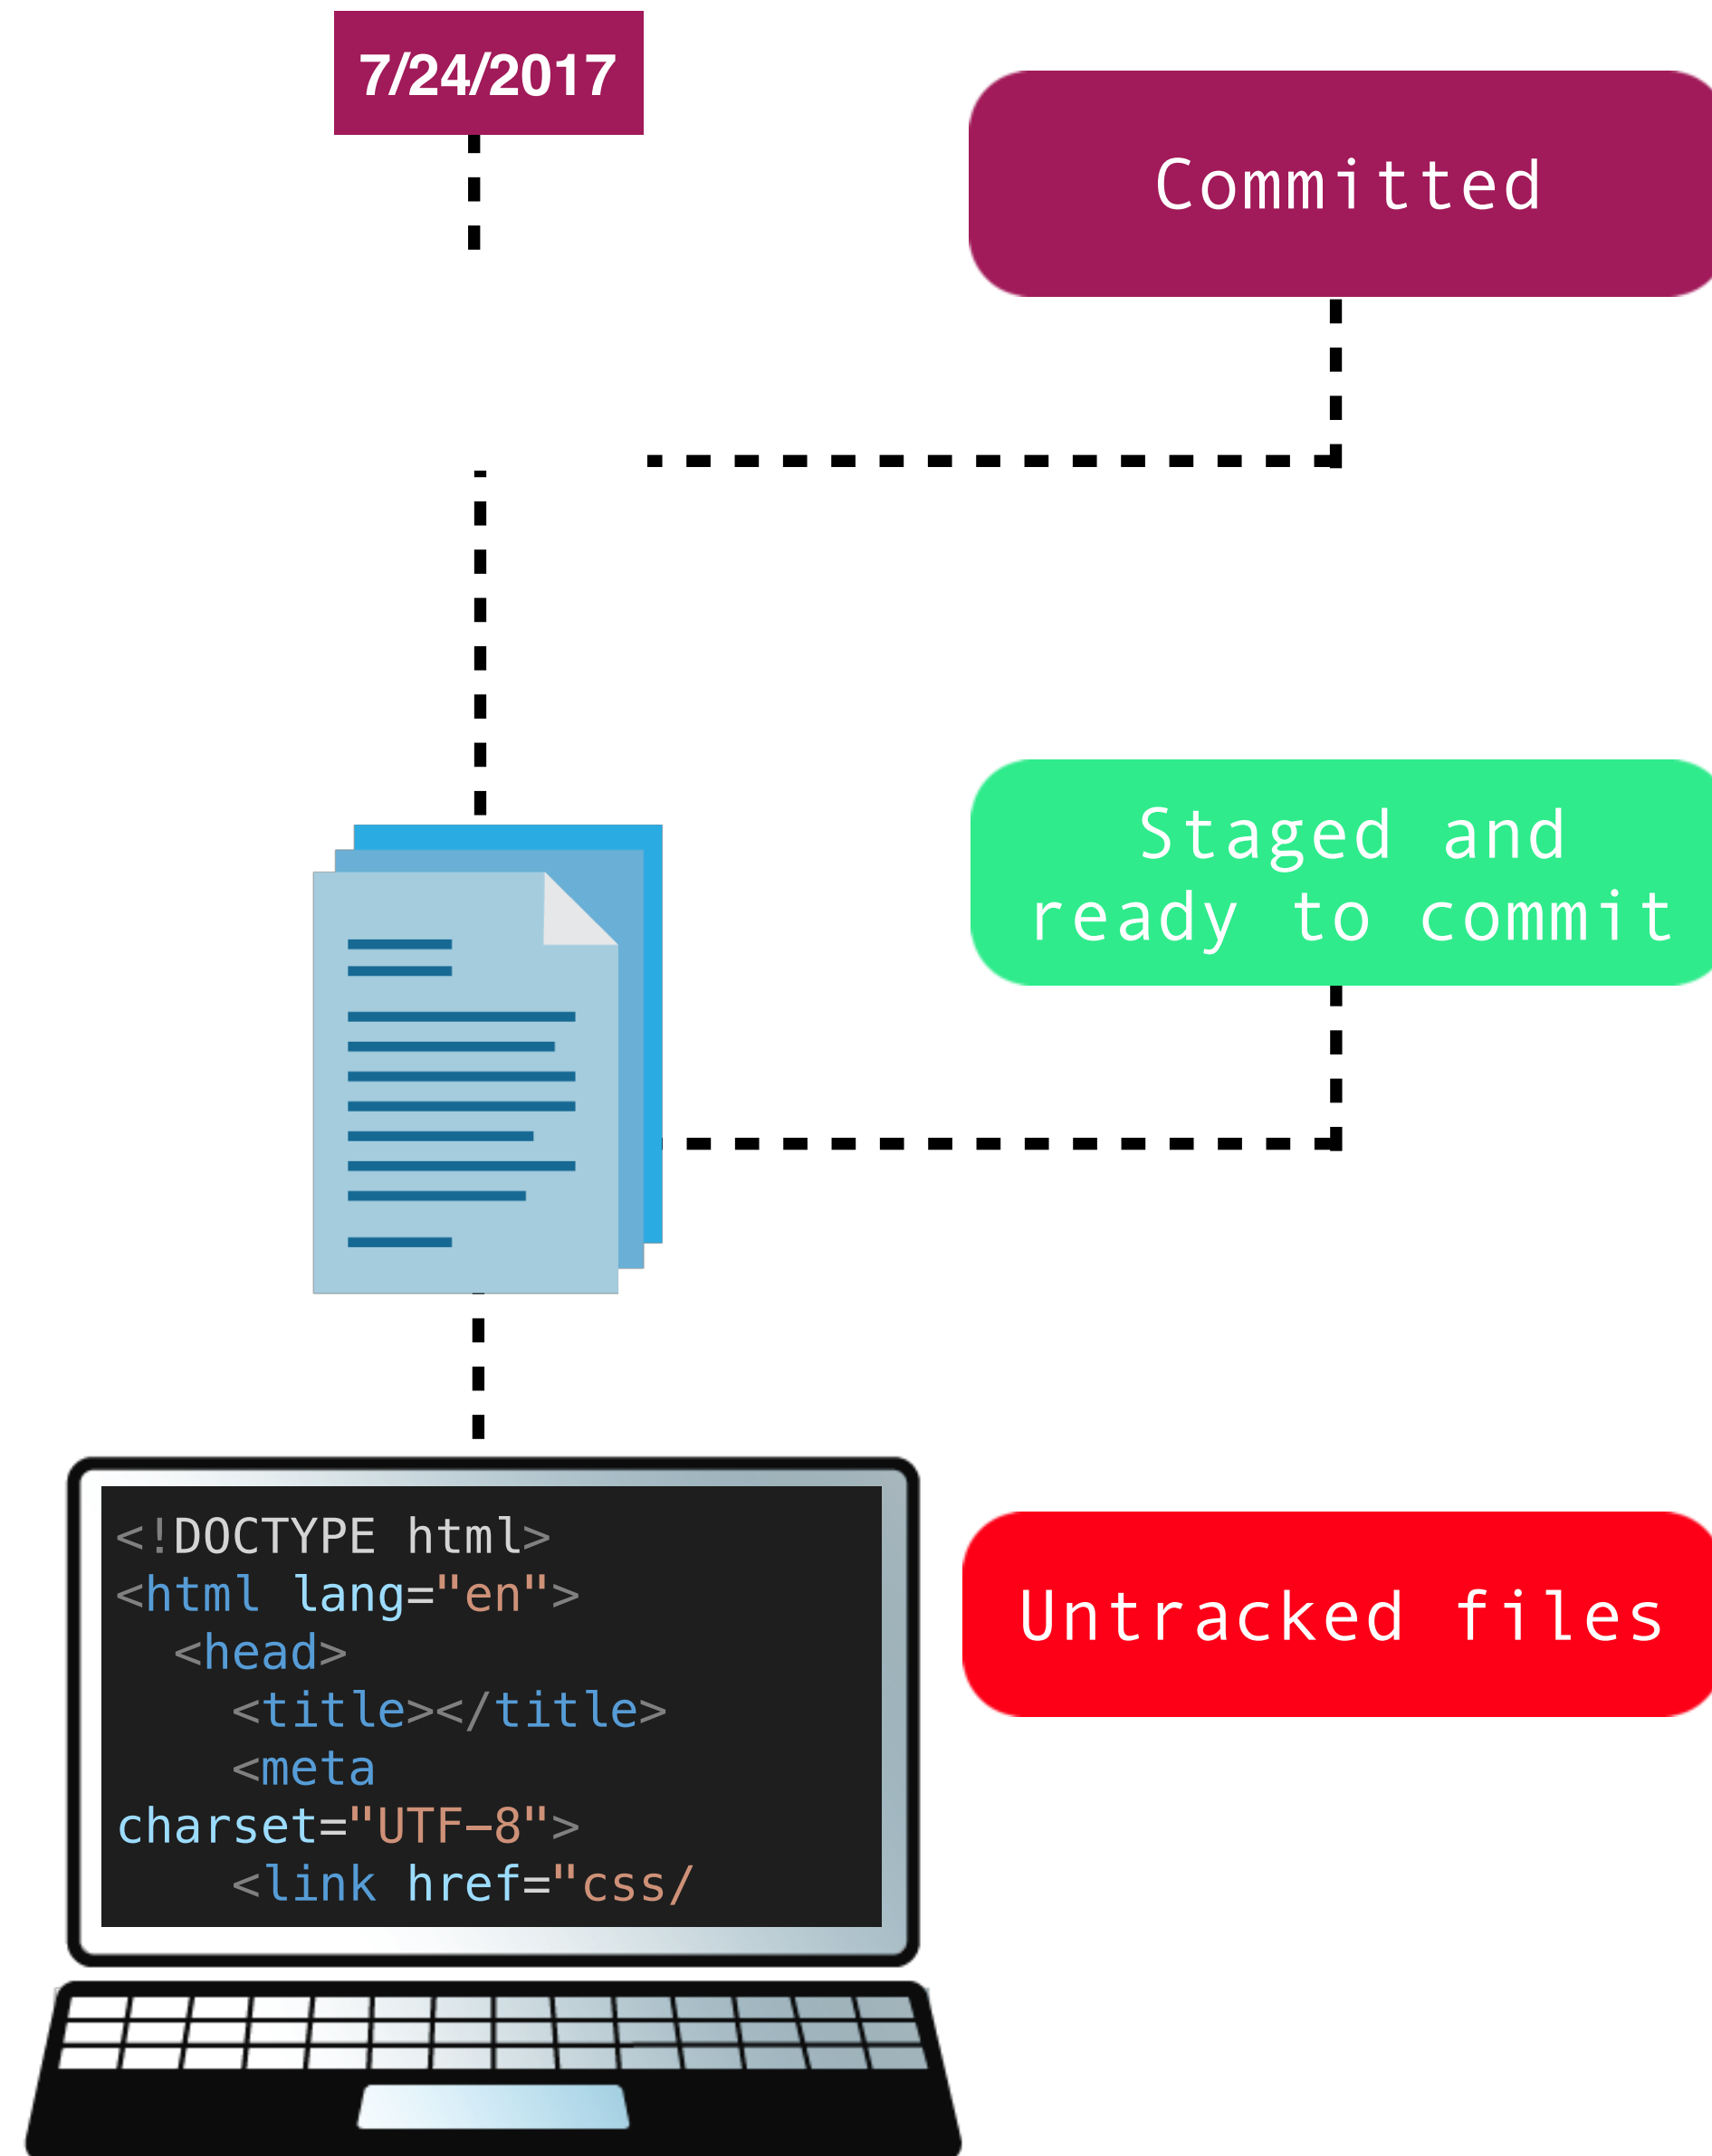 7/24/2017
Committed
Staged and
ready to commit
<!DOCTYPE html>
<html lang="en">
  <head>
    <title></title>
    <meta
charset="UTF-8">
    <link href="css/
Untracked files